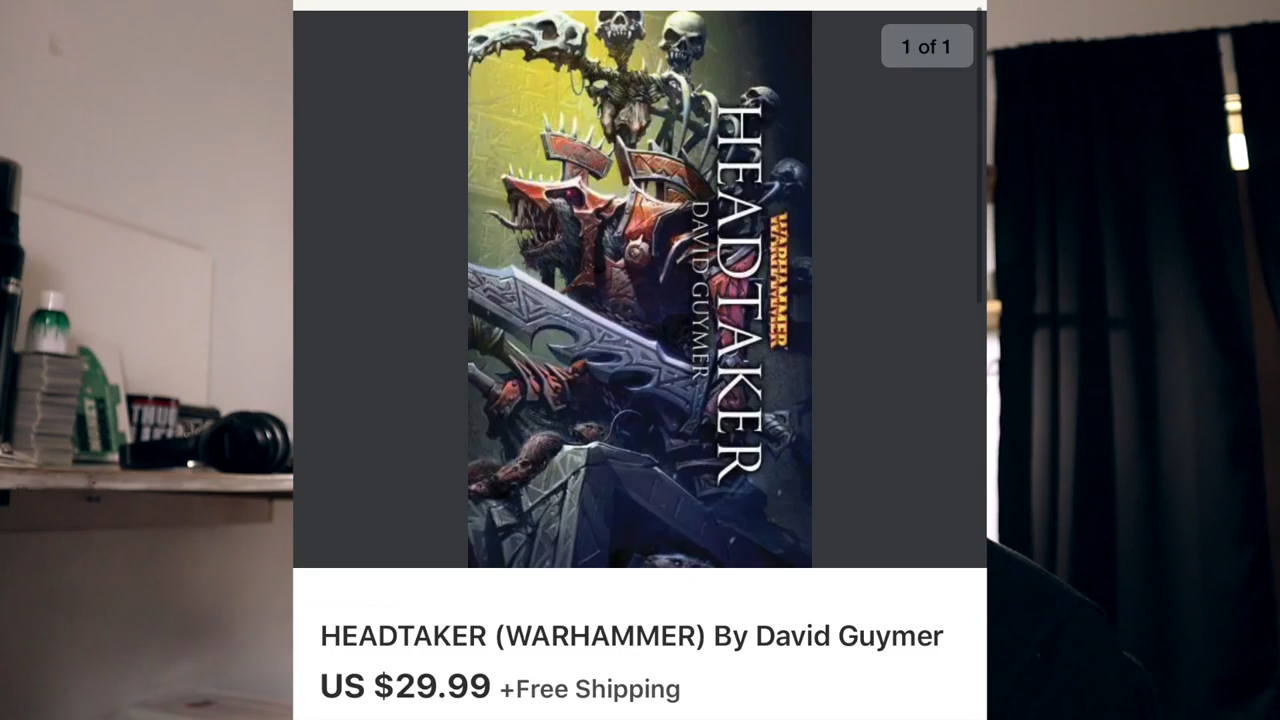 1 of 1
HEADTAKER
DAVID GUYMER
WARHAMMER
HEADTAKER (WARHAMMER) By David Guymer
US $29.99 +Free Shipping